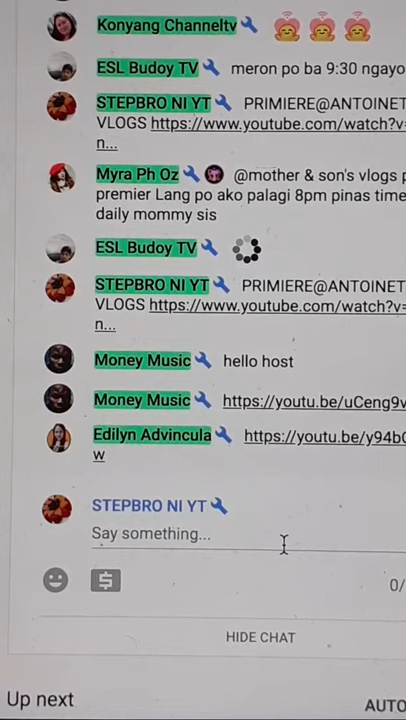 Konyang Channeltv
ESL Budoy TV meron po ba 9:30 ngayo
STEPBRO NI YT PRIMIERE@ANTOINET
VLOGS https://www.youtube.com/watch?v=
n...
Myra Ph Oz @mother & son's vlogs p
premier Lang po ako palagi 8pm pinas time
daily mommy sis
ESL Budoy TV
STEPBRO NI YT PRIMIERE@ANTOINET
VLOGS https://www.youtube.com/watch?v=
n...
Money Music hello host
Money Music https://youtu.be/uCeng9v
Edilyn Advincula https://youtu.be/y94b
w
STEPBRO NI YT
Say something...
0/
HIDE CHAT
Up next
AUTO